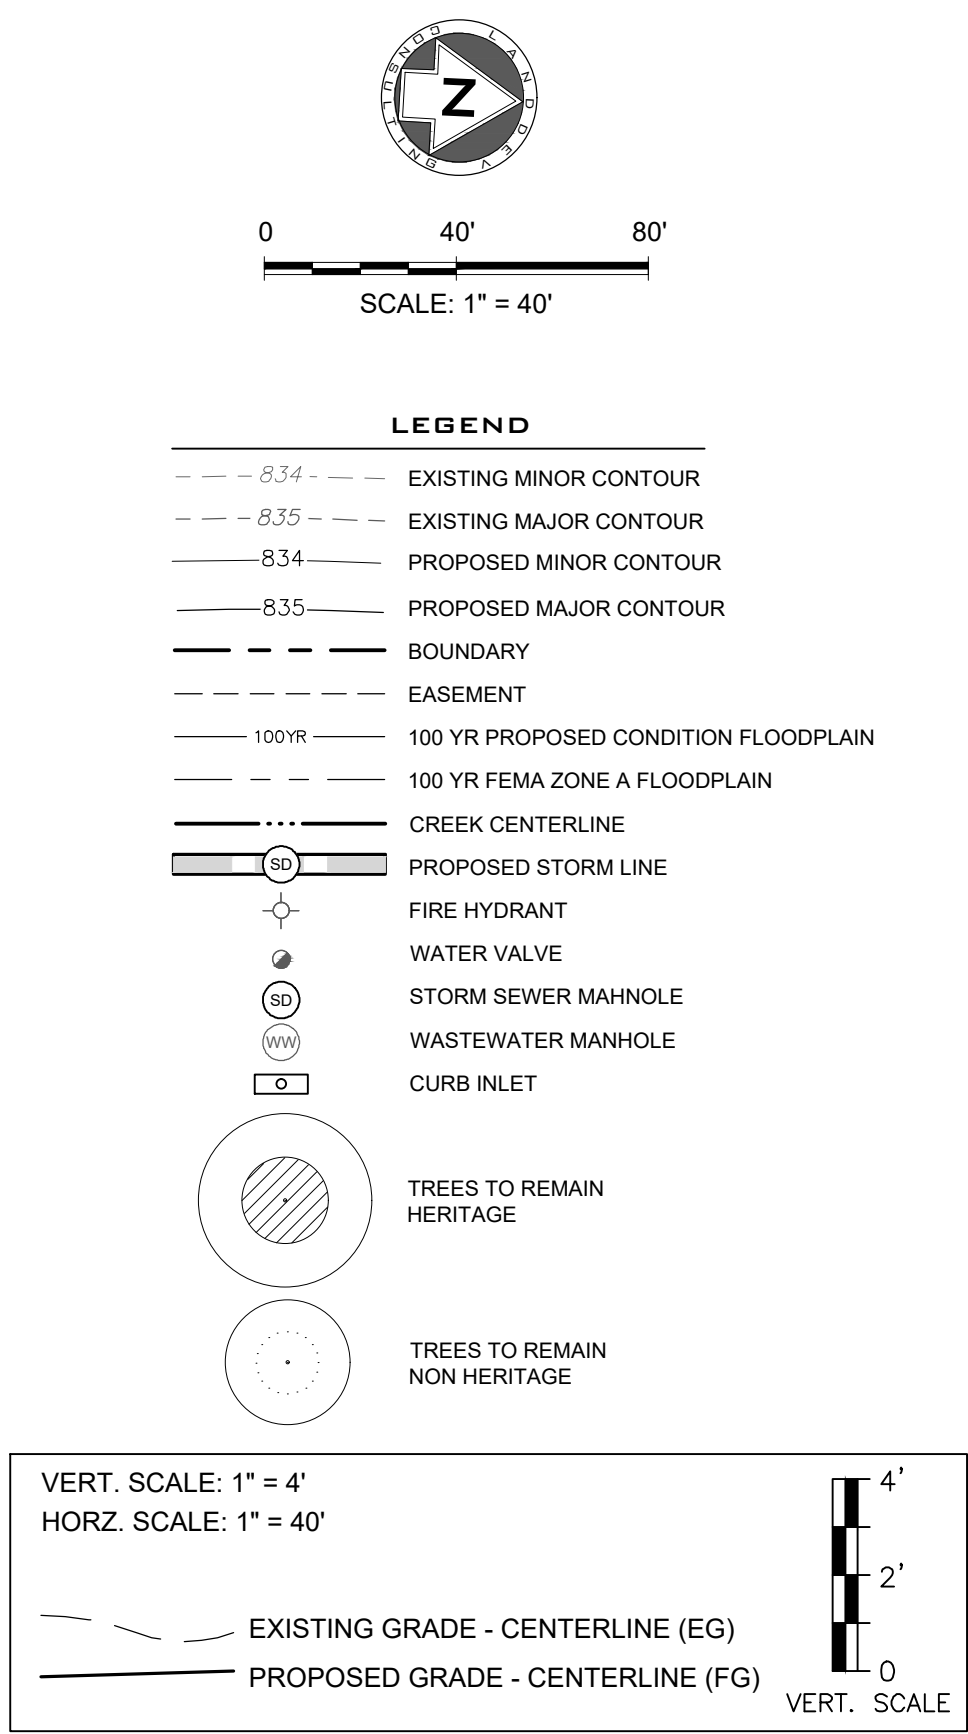 LAND DEV CONSULTING
N
0 40' 80'
SCALE: 1" = 40'
LEGEND
834 EXISTING MINOR CONTOUR
835 EXISTING MAJOR CONTOUR
834 PROPOSED MINOR CONTOUR
835 PROPOSED MAJOR CONTOUR
BOUNDARY
EASEMENT
100YR 100 YR PROPOSED CONDITION FLOODPLAIN
100 YR FEMA ZONE A FLOODPLAIN
CREEK CENTERLINE
SD PROPOSED STORM LINE
FIRE HYDRANT
WATER VALVE
SD STORM SEWER MAHNOLE
WW WASTEWATER MANHOLE
CURB INLET
TREES TO REMAIN
HERITAGE
TREES TO REMAIN
NON HERITAGE
VERT. SCALE: 1" = 4'
HORZ. SCALE: 1" = 40'
EXISTING GRADE - CENTERLINE (EG)
PROPOSED GRADE - CENTERLINE (FG)
4'
2'
0
VERT. SCALE